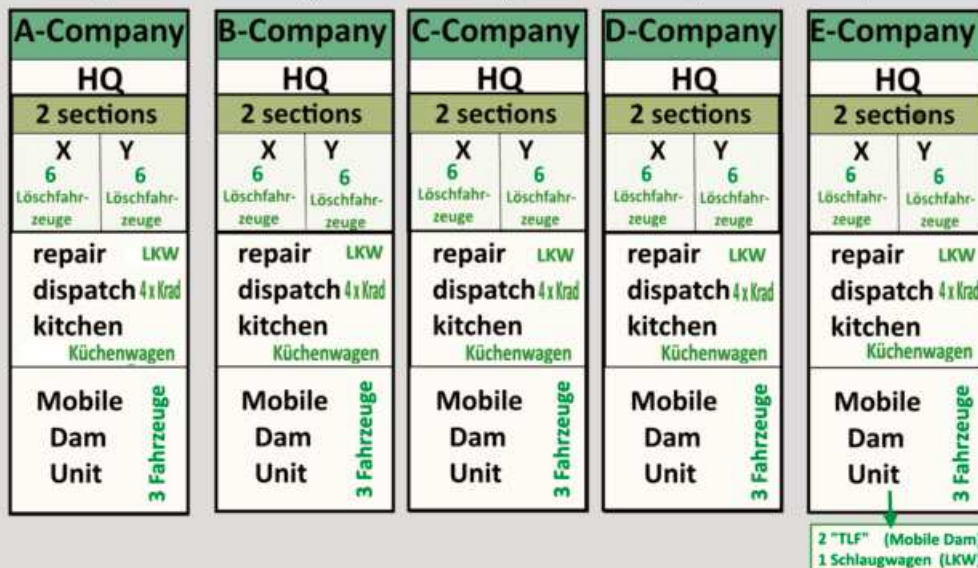 A-Company
HQ
2 sections
X Y
6 6
Löschfahr- Löschfahr-
zeuge zeuge
repair LKW
dispatch 4 x Krad
kitchen
Küchenwagen
Mobile
Dam
Unit
3 Fahrzeuge
B-Company
HQ
2 sections
X Y
6 6
Löschfahr- Löschfahr-
zeuge zeuge
repair LKW
dispatch 4 x Krad
kitchen
Küchenwagen
Mobile
Dam
Unit
3 Fahrzeuge
C-Company
HQ
2 sections
X Y
6 6
Löschfahr- Löschfahr-
zeuge zeuge
repair LKW
dispatch 4 x Krad
kitchen
Küchenwagen
Mobile
Dam
Unit
3 Fahrzeuge
D-Company
HQ
2 sections
X Y
6 6
Löschfahr- Löschfahr-
zeuge zeuge
repair LKW
dispatch 4 x Krad
kitchen
Küchenwagen
Mobile
Dam
Unit
3 Fahrzeuge
E-Company
HQ
2 sections
X Y
6 6
Löschfahr- Löschfahr-
zeuge zeuge
repair LKW
dispatch 4 x Krad
kitchen
Küchenwagen
Mobile
Dam
Unit
3 Fahrzeuge
2 "TLF" (Mobile Dam)
1 Schlaugwagen (LKW)